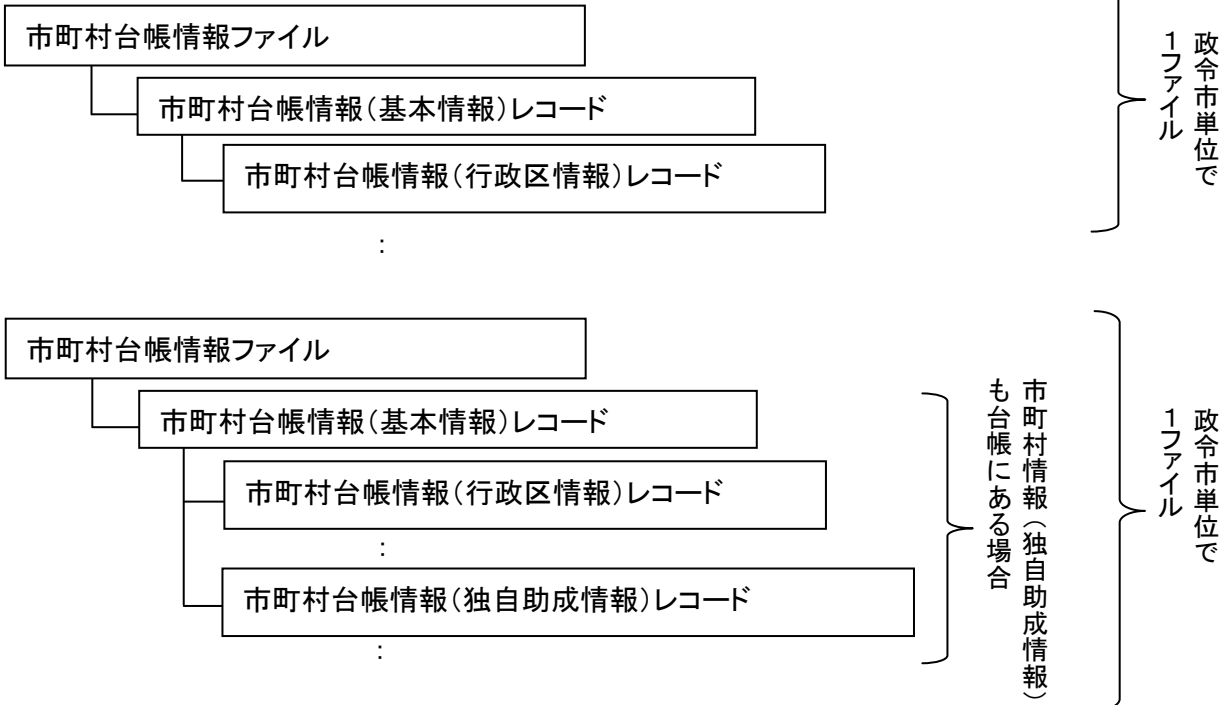 市町村台帳情報ファイル
市町村台帳情報(基本情報)レコード
市町村台帳情報(行政区情報)レコード
:
政令市単位で
1ファイル
市町村台帳情報ファイル
市町村台帳情報(基本情報)レコード
市町村台帳情報(行政区情報)レコード
:
市町村台帳情報(独自助成情報)レコード
:
市町村情報(独自助成情報)
も台帳にある場合
政令市単位で
1ファイル